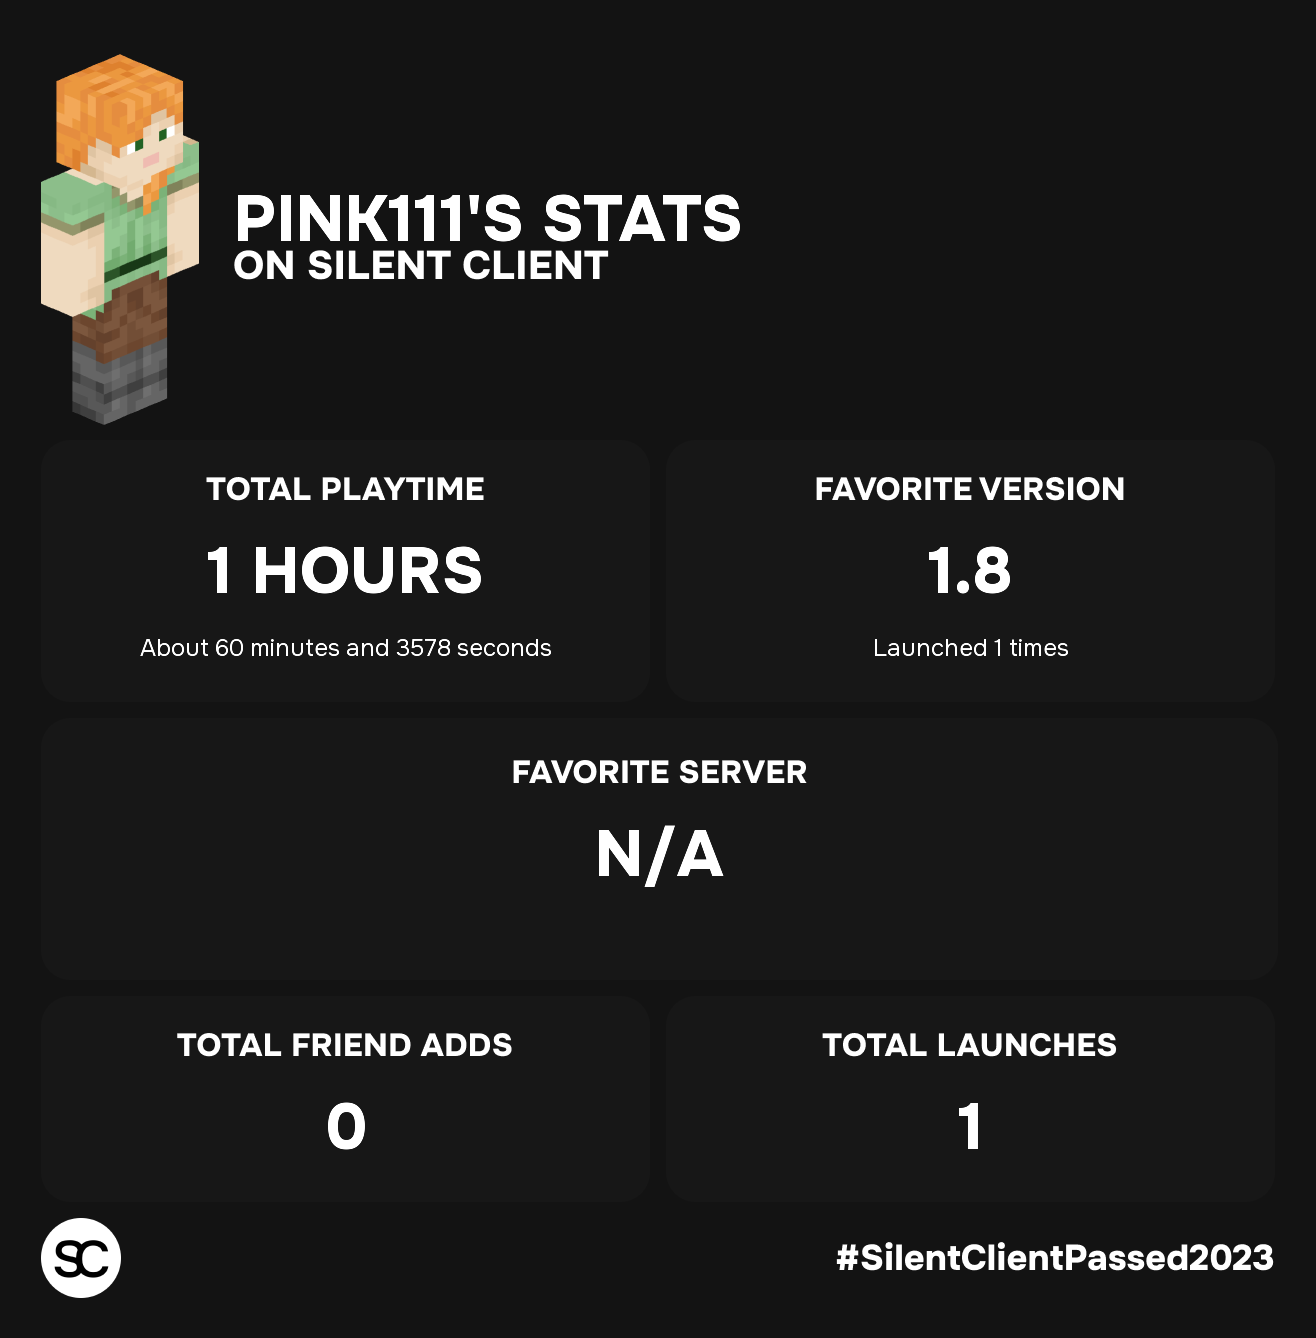 PINK111'S STATS
ON SILENT CLIENT
TOTAL PLAYTIME
1 HOURS
About 60 minutes and 3578 seconds
FAVORITE VERSION
1.8
Launched 1 times
FAVORITE SERVER
N/A
TOTAL FRIEND ADDS
0
TOTAL LAUNCHES
1
SC
#SilentClientPassed2023